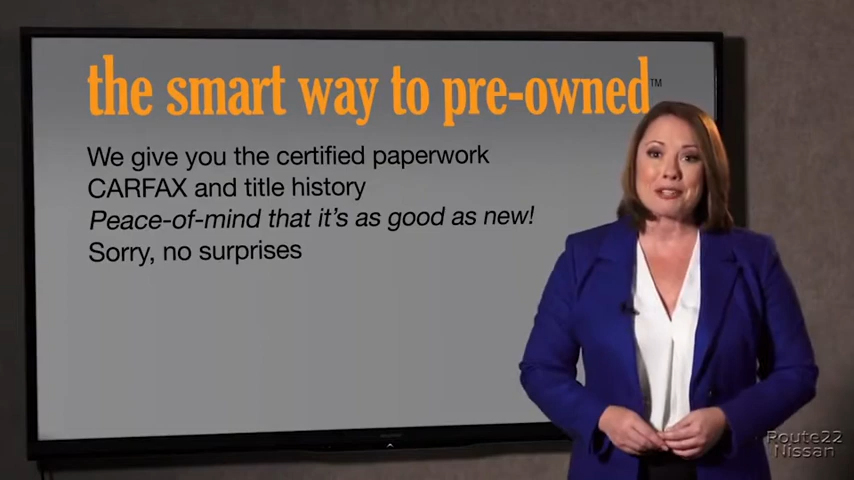 the smart way to pre-owned™
We give you the certified paperwork
CARFAX and title history
Peace-of-mind that it's as good as new!
Sorry, no surprises
Route22
Nissan